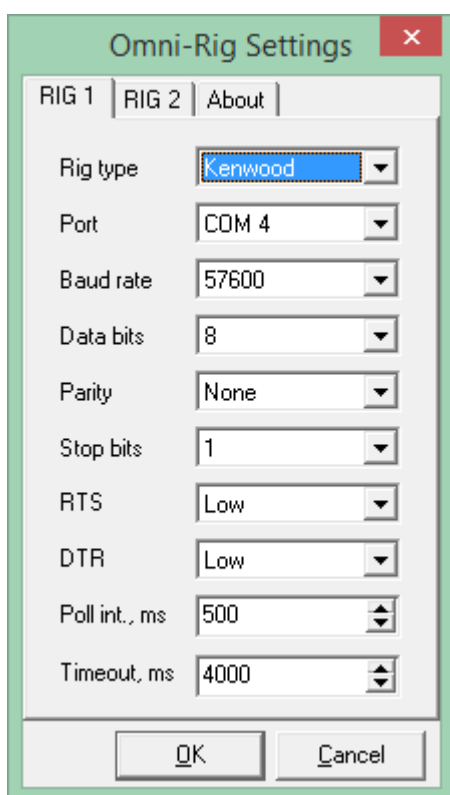 Omni-Rig Settings
RIG 1 RIG 2 About
Rig type Kenwood
Port COM 4
Baud rate 57600
Data bits 8
Parity None
Stop bits 1
RTS Low
DTR Low
Poll int., ms 500
Timeout, ms 4000
OK Cancel